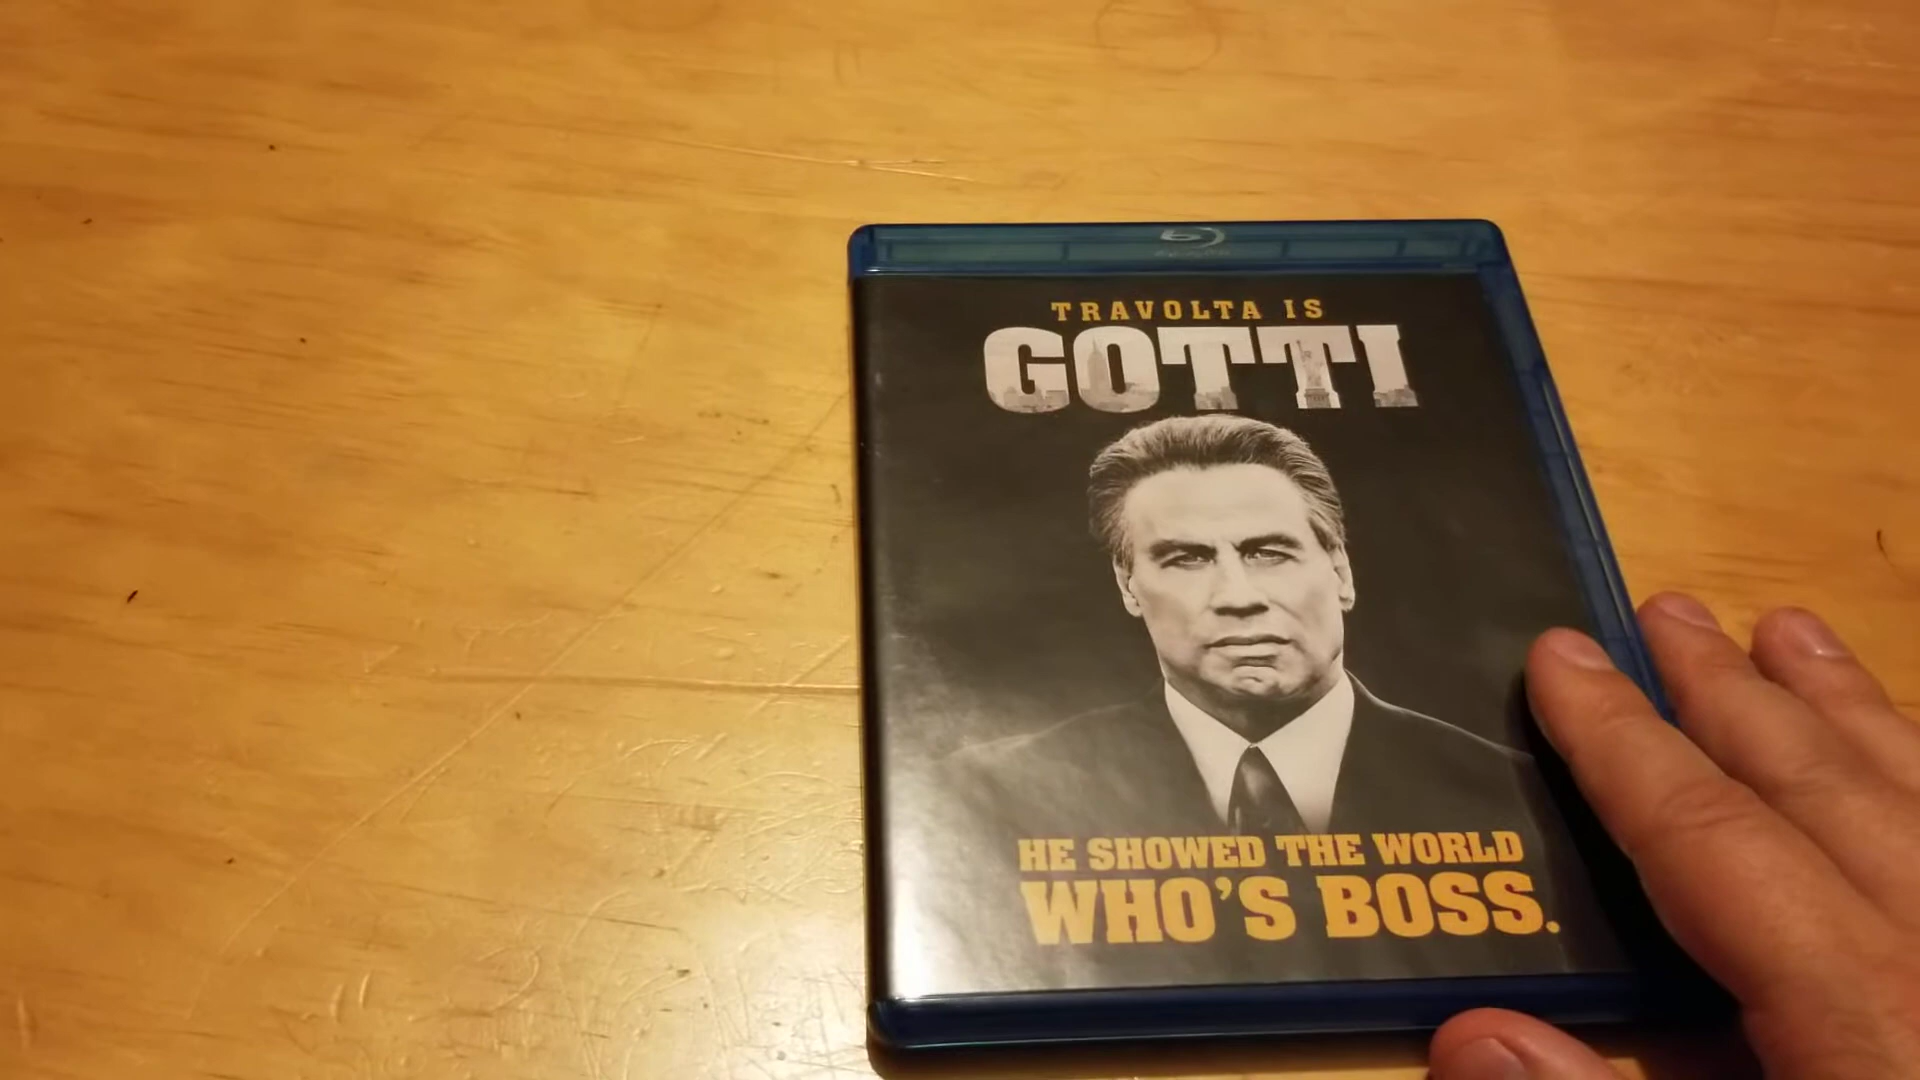 TRAVOLTA IS
GOTTI
HE SHOWED THE WORLD
WHO'S BOSS.